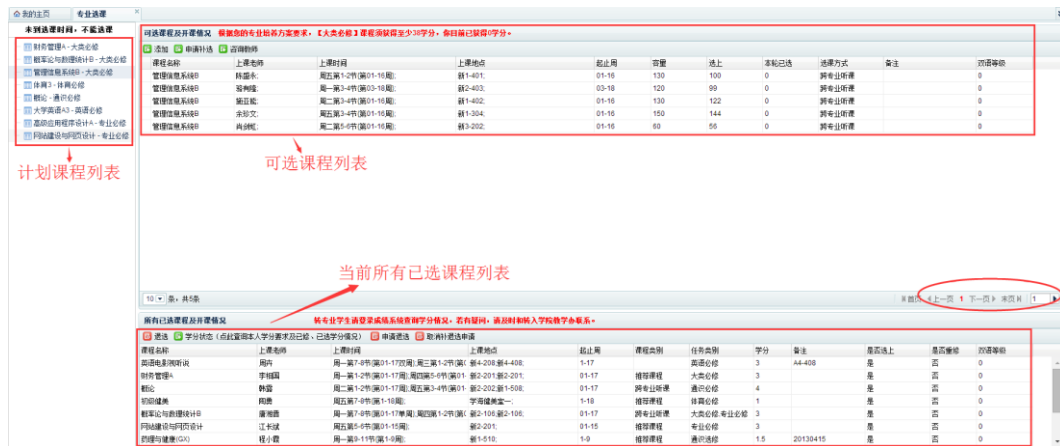 我的主页 专业选课
未到选课时间，不能选课
财务管理A - 大类必修
概率论与数理统计B - 大类必修
管理信息系统B - 大类必修
体育3 - 体育必修
概论 - 通识必修
大学英语A3 - 英语必修
高级应用程序设计A - 专业必修
网站建设与网页设计 - 专业必修
计划课程列表
可选课程及开课情况 根据您的专业培养方案要求，【大类必修】课程须获得至少38学分，你目前已获得0学分。
添加 申请补选 咨询教师
课程名称 上课老师 上课时间 上课地点 起止周 容量 选上 本轮已选 选课方式 备注 双语等级
管理信息系统B 陈盛永; 周五第1-2节(第01-16周); 新1-401; 01-16 130 100 0 跨专业听课 0
管理信息系统B 周一第3-4节(第03-18周); 新2-403; 03-18 120 99 0 跨专业听课 0
管理信息系统B 周二第3-4节(第01-16周); 新1-402; 01-16 130 122 0 跨专业听课 0
管理信息系统B 余珍文; 周五第3-4节(第01-16周); 新1-304; 01-16 150 144 0 跨专业听课 0
管理信息系统B 周二第5-6节(第01-16周); 新3-202; 01-16 60 56 0 跨专业听课 0
可选课程列表
当前所有已选课程列表
10 条，共5条 首页 上一页 1 下一页 末页 1
所有已选课程及开课情况 转专业学生请登录成绩系统查询学分情况，若有疑问，请及时和转入学院教学办联系。
退选 学分状态（点此查询本人学分要求及已修、已选学分情况） 申请退选 取消补退选申请
课程名称 上课老师 上课时间 上课地点 起止周 课程类别 任务类别 学分 备注 是否选上 是否重修 双语等级
英语电影视听说 周卉 周一第7-8节(第01-17双周);周三第1-2节(第( 新4-208;新4-408; 1-17 英语必修 3 A4-408 是 否 0
财务管理A 李相国 周一第1-2节(第01-17周);周四第5-6节(第01- 新2-201;新2-201; 01-17 推荐课程 大类必修 3 是 否 0
概论 韩露 周二第1-2节(第01-17周);周五第3-4节(第01- 新2-202;新1-508; 01-17 跨专业听课 通识必修 4 是 否 0
初级健美 陶勇 周五第7-8节(第1-18周); 学海健美室一; 1-18 推荐课程 体育必修 1 是 否 0
概率论与数理统计B 唐湘晋 周一第7-8节(第01-17单周);周四第1-2节(第( 新2-106;新2-106; 01-17 跨专业听课 大类必修,专业必修 3 是 否 0
网站建设与网页设计 江长斌 周五第5-6节(第01-15周); 新2-201; 01-15 推荐课程 专业必修 3 是 否 0
药理与健康(GX) 程小霞 周一第9-11节(第1-9周); 新1-510; 1-9 推荐课程 通识选修 1.5 20130415 是 否 0